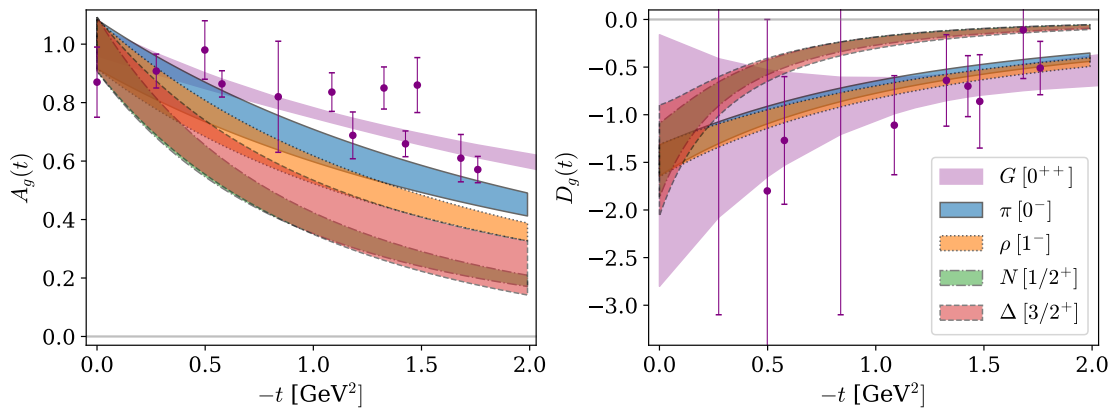 A_g(t)
1.0
0.8
0.6
0.4
0.2
0.0
0.0 0.5 1.0 1.5 2.0
−t [GeV²]
D_g(t)
0.0
−0.5
−1.0
−1.5
−2.0
−2.5
−3.0
G [0⁺⁺]
π [0⁻]
ρ [1⁻]
N [1/2⁺]
Δ [3/2⁺]
0.0 0.5 1.0 1.5 2.0
−t [GeV²]